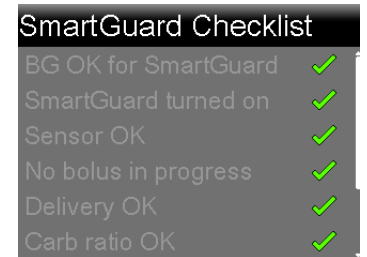 SmartGuard Checklist
BG OK for SmartGuard
SmartGuard turned on
Sensor OK
No bolus in progress
Delivery OK
Carb ratio OK